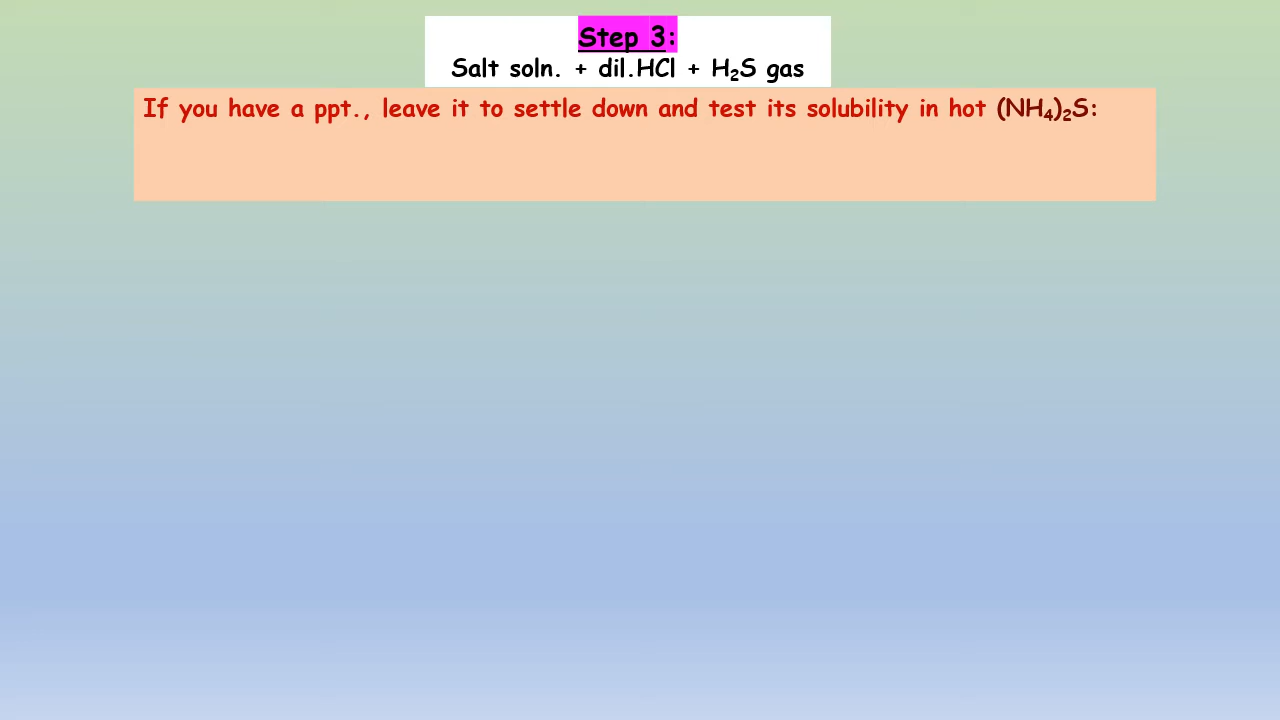 Step 3:
Salt soln. + dil.HCl + H₂S gas
If you have a ppt., leave it to settle down and test its solubility in hot (NH₄)₂S: